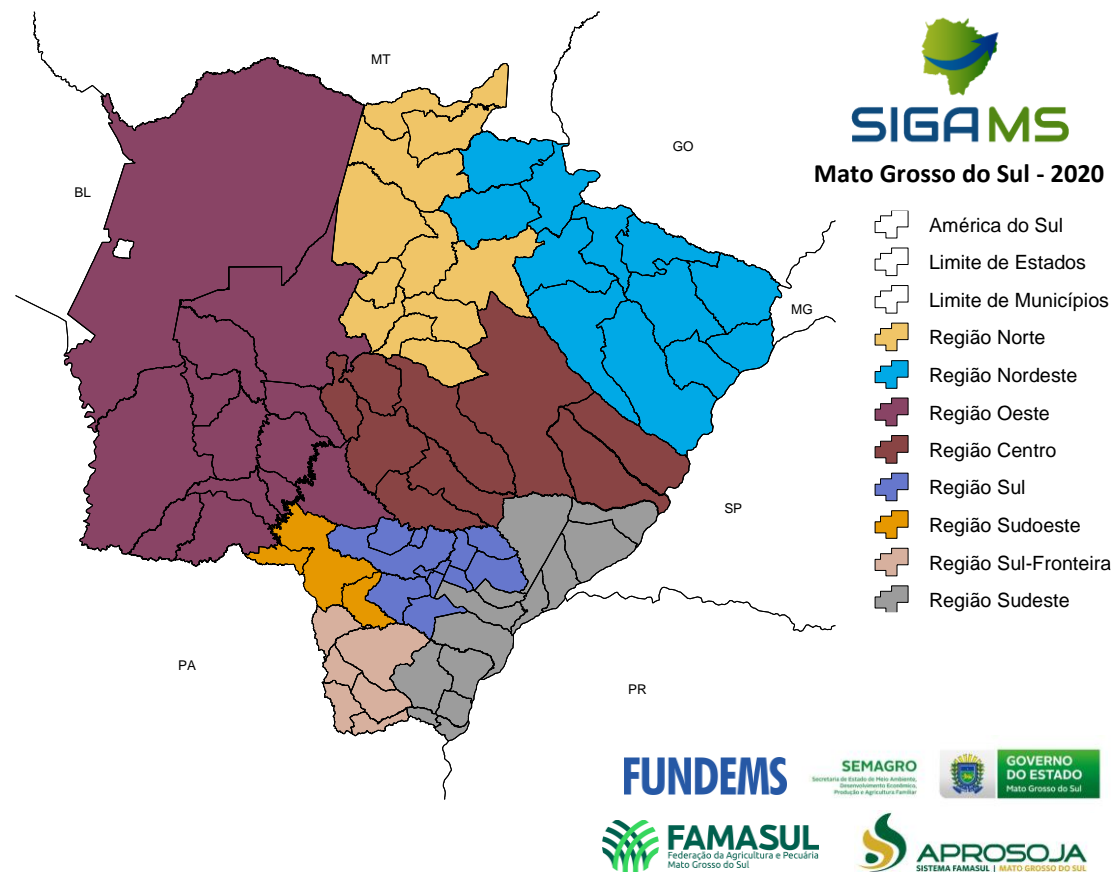 MT
GO
BL
MG
SP
PA
PR
SIGAMS
Mato Grosso do Sul - 2020
América do Sul
Limite de Estados
Limite de Municípios
Região Norte
Região Nordeste
Região Oeste
Região Centro
Região Sul
Região Sudoeste
Região Sul-Fronteira
Região Sudeste
FUNDEMS
SEMAGRO
Secretaria de Estado de Meio Ambiente,
Desenvolvimento Econômico,
Produção e Agricultura Familiar
GOVERNO
DO ESTADO
Mato Grosso do Sul
FAMASUL
Federação da Agricultura e Pecuária
Mato Grosso do Sul
APROSOJA
SISTEMA FAMASUL | MATO GROSSO DO SUL